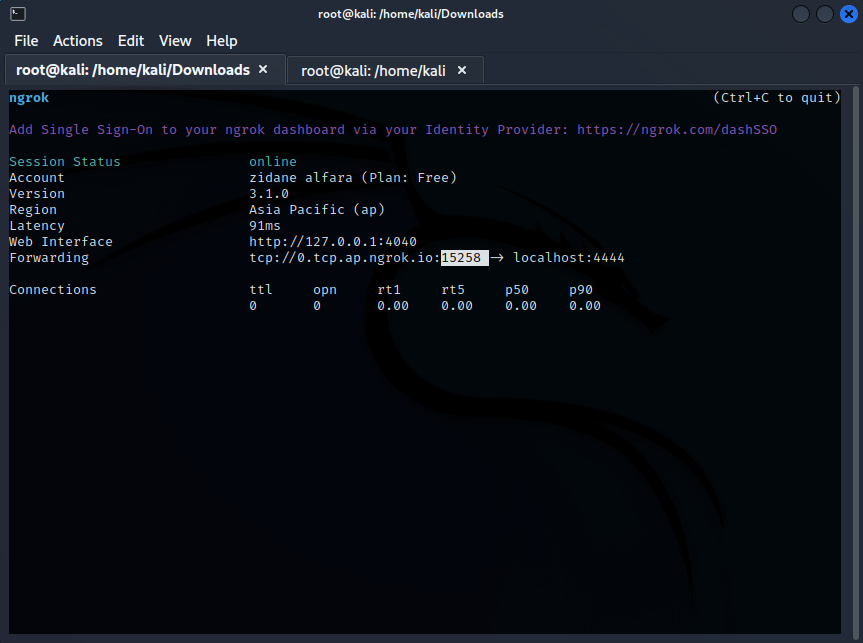 root@kali: /home/kali/Downloads
File Actions Edit View Help
root@kali: /home/kali/Downloads × root@kali: /home/kali ×
ngrok (Ctrl+C to quit)
Add Single Sign-On to your ngrok dashboard via your Identity Provider: https://ngrok.com/dashSSO
Session Status online
Account zidane alfara (Plan: Free)
Version 3.1.0
Region Asia Pacific (ap)
Latency 91ms
Web Interface http://127.0.0.1:4040
Forwarding tcp://0.tcp.ap.ngrok.io:15258 → localhost:4444
Connections ttl opn rt1 rt5 p50 p90
0 0 0.00 0.00 0.00 0.00